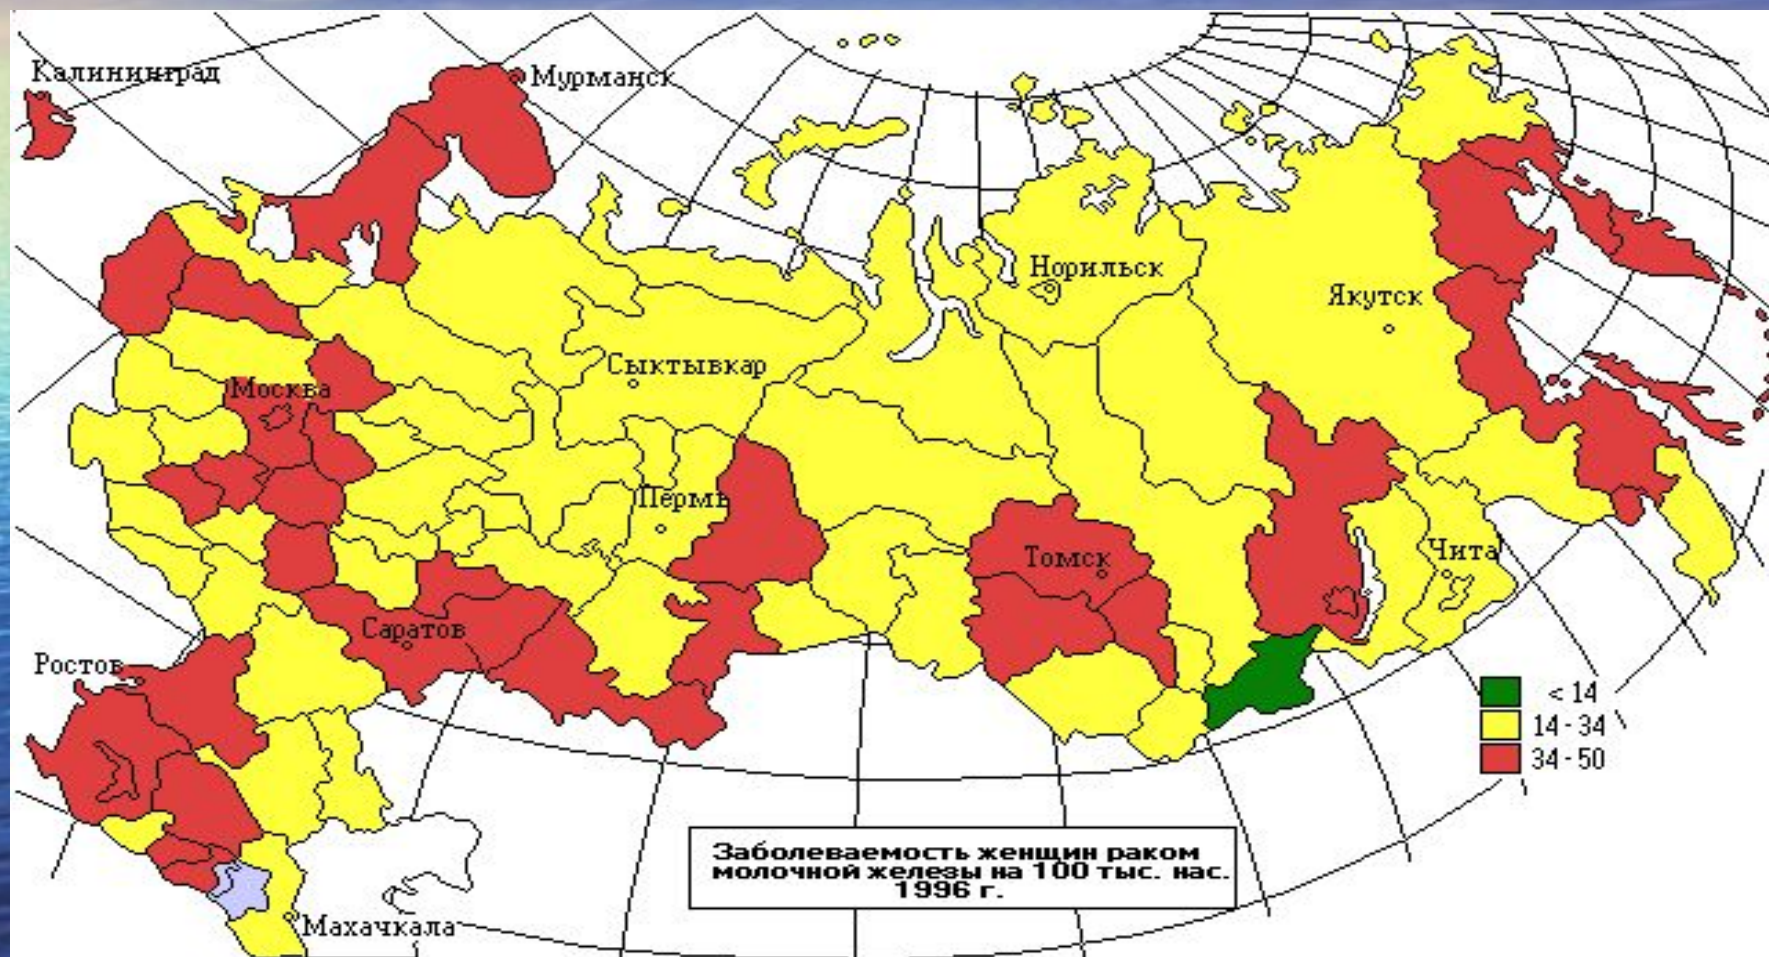 Калининград
Мурманск
Норильск
Якутск
Сыктывкар
Москва
Пермь
Томск
Чита
Саратов
Ростов
< 14
14 - 34
34 - 50
Заболеваемость женщин раком
молочной железы на 100 тыс. нас.
1996 г.
Махачкала